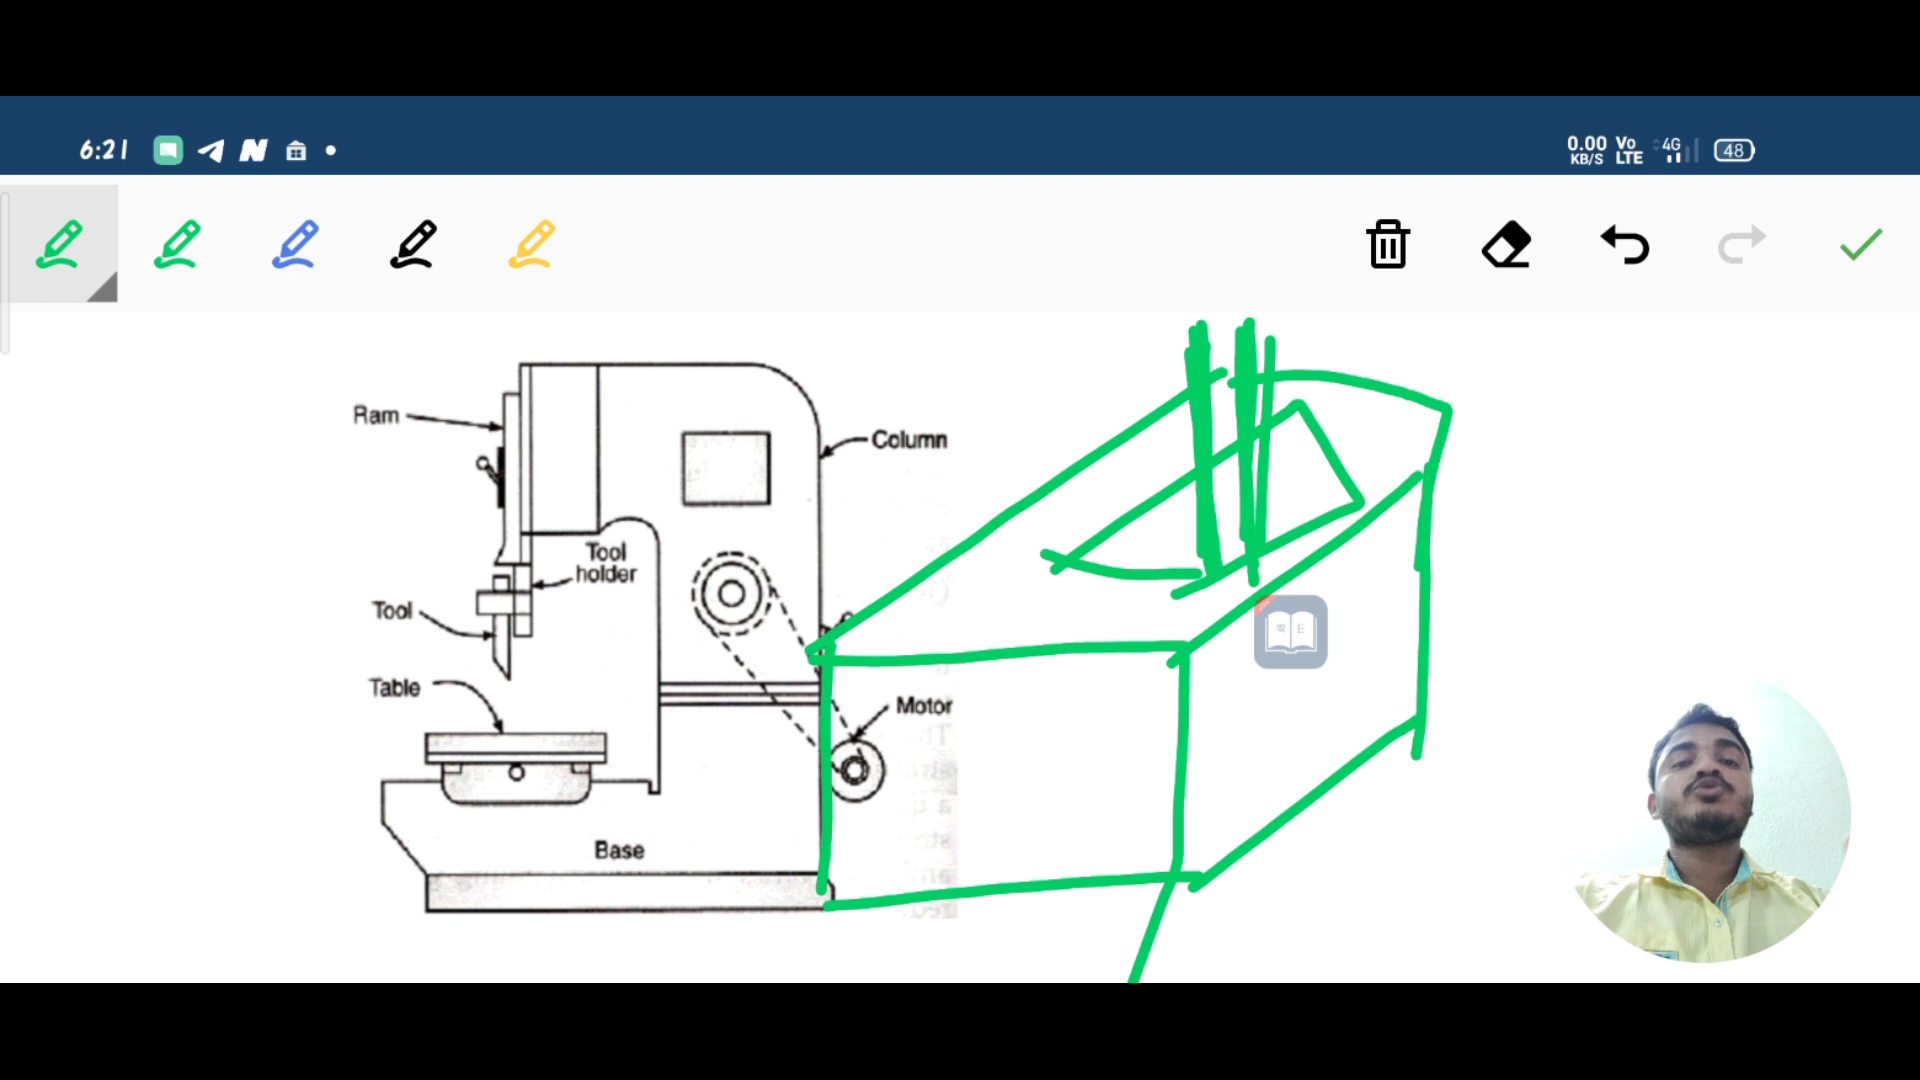 6:21
0.00 KB/S
Vo LTE
4G
48
Ram
Column
Tool holder
Tool
Table
Motor
Base
अ E